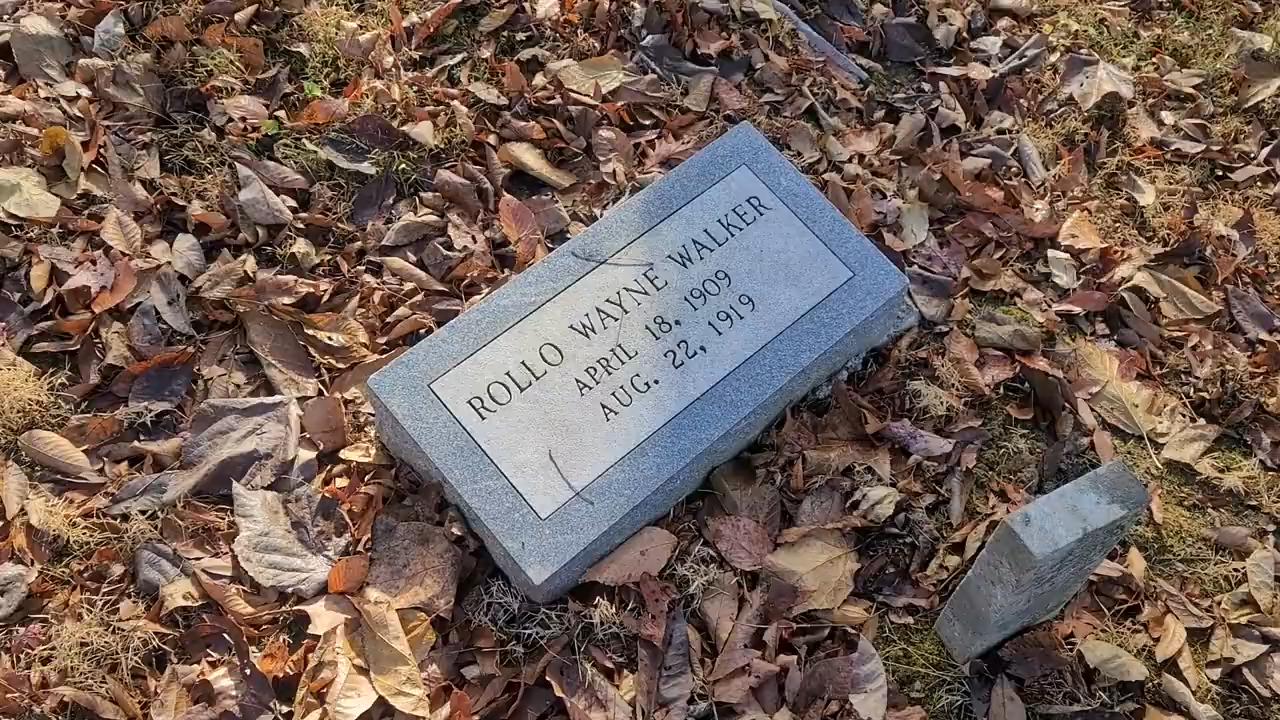 ROLLO WAYNE WALKER
APRIL 18, 1909
AUG. 22, 1919